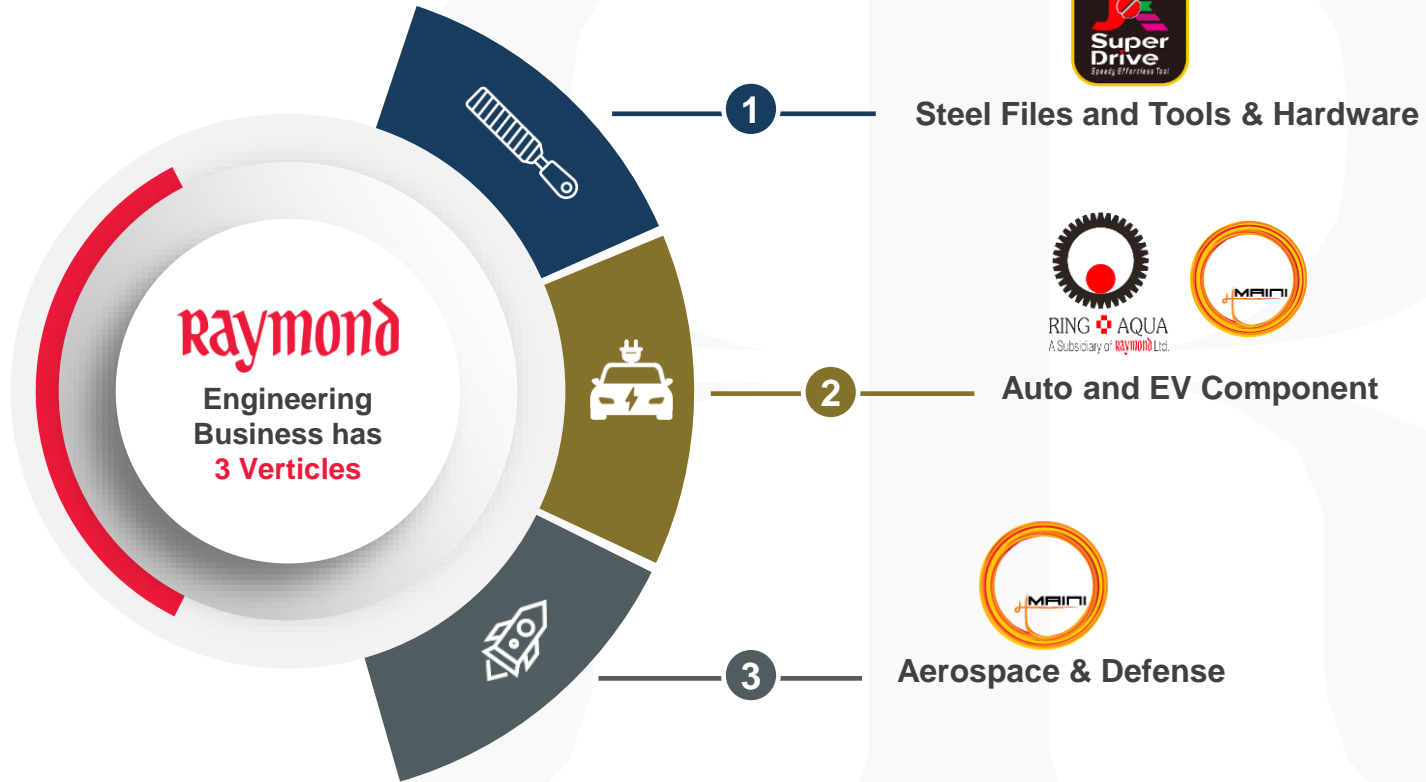 Super
Drive
Speedy Effortless Tool
1
Steel Files and Tools & Hardware
RING AQUA
A Subsidiary of Raymond Ltd.
MAINI
2
Auto and EV Component
Raymond
Engineering
Business has
3 Verticles
MAINI
3
Aerospace & Defense